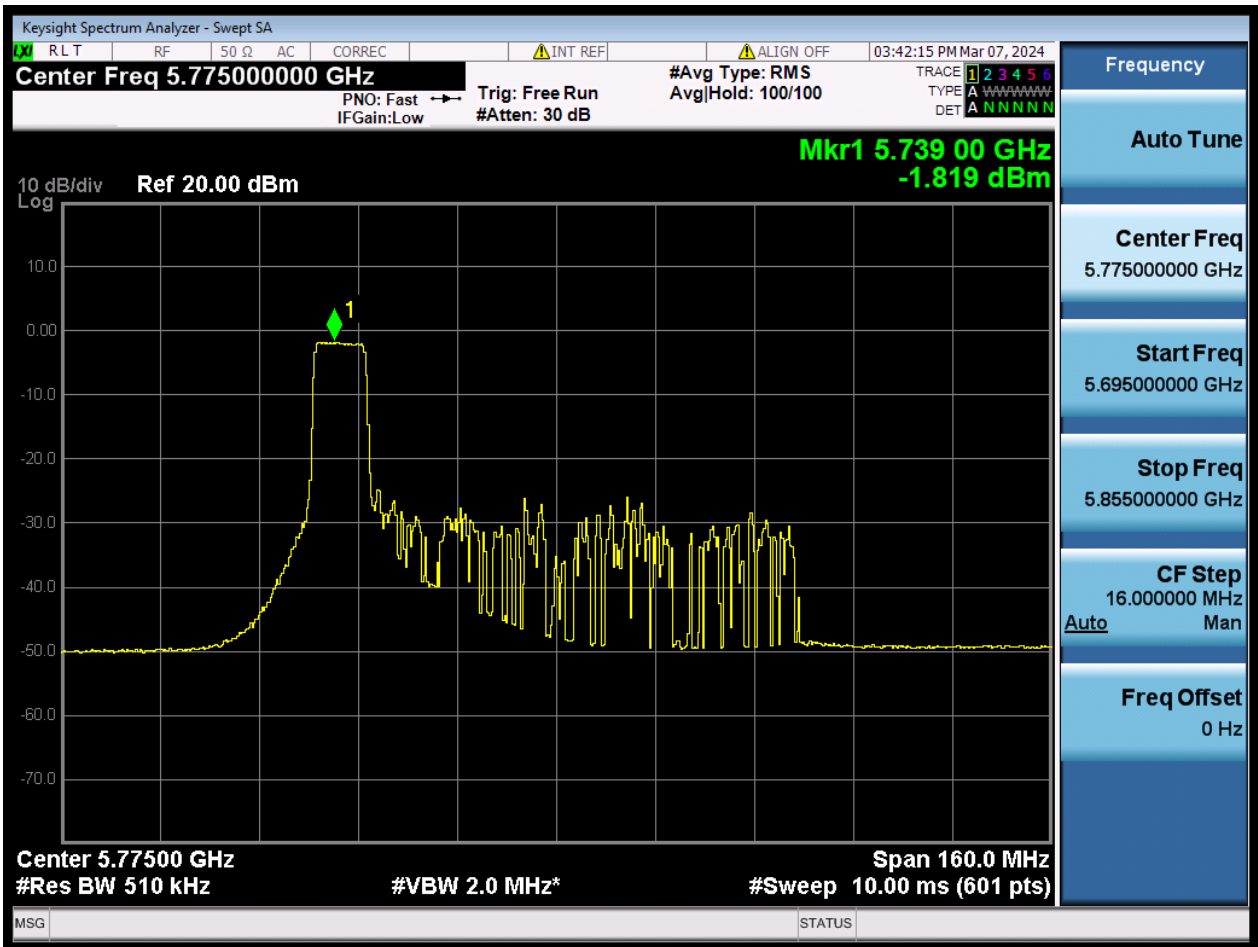 Keysight Spectrum Analyzer - Swept SA
LXI RL T RF 50 Ω AC CORREC INT REF ALIGN OFF 03:42:15 PM Mar 07, 2024
Center Freq 5.775000000 GHz
PNO: Fast
IFGain:Low
Trig: Free Run
#Atten: 30 dB
#Avg Type: RMS
Avg|Hold: 100/100
TRACE 1 2 3 4 5 6
TYPE A WWWWW
DET A N N N N N
Mkr1 5.739 00 GHz
-1.819 dBm
10 dB/div Ref 20.00 dBm
Log
10.0
0.00
-10.0
-20.0
-30.0
-40.0
-50.0
-60.0
-70.0
1
Center 5.77500 GHz Span 160.0 MHz
#Res BW 510 kHz #VBW 2.0 MHz* #Sweep 10.00 ms (601 pts)
MSG STATUS
Frequency
Auto Tune
Center Freq
5.775000000 GHz
Start Freq
5.695000000 GHz
Stop Freq
5.855000000 GHz
CF Step
16.000000 MHz
Auto Man
Freq Offset
0 Hz